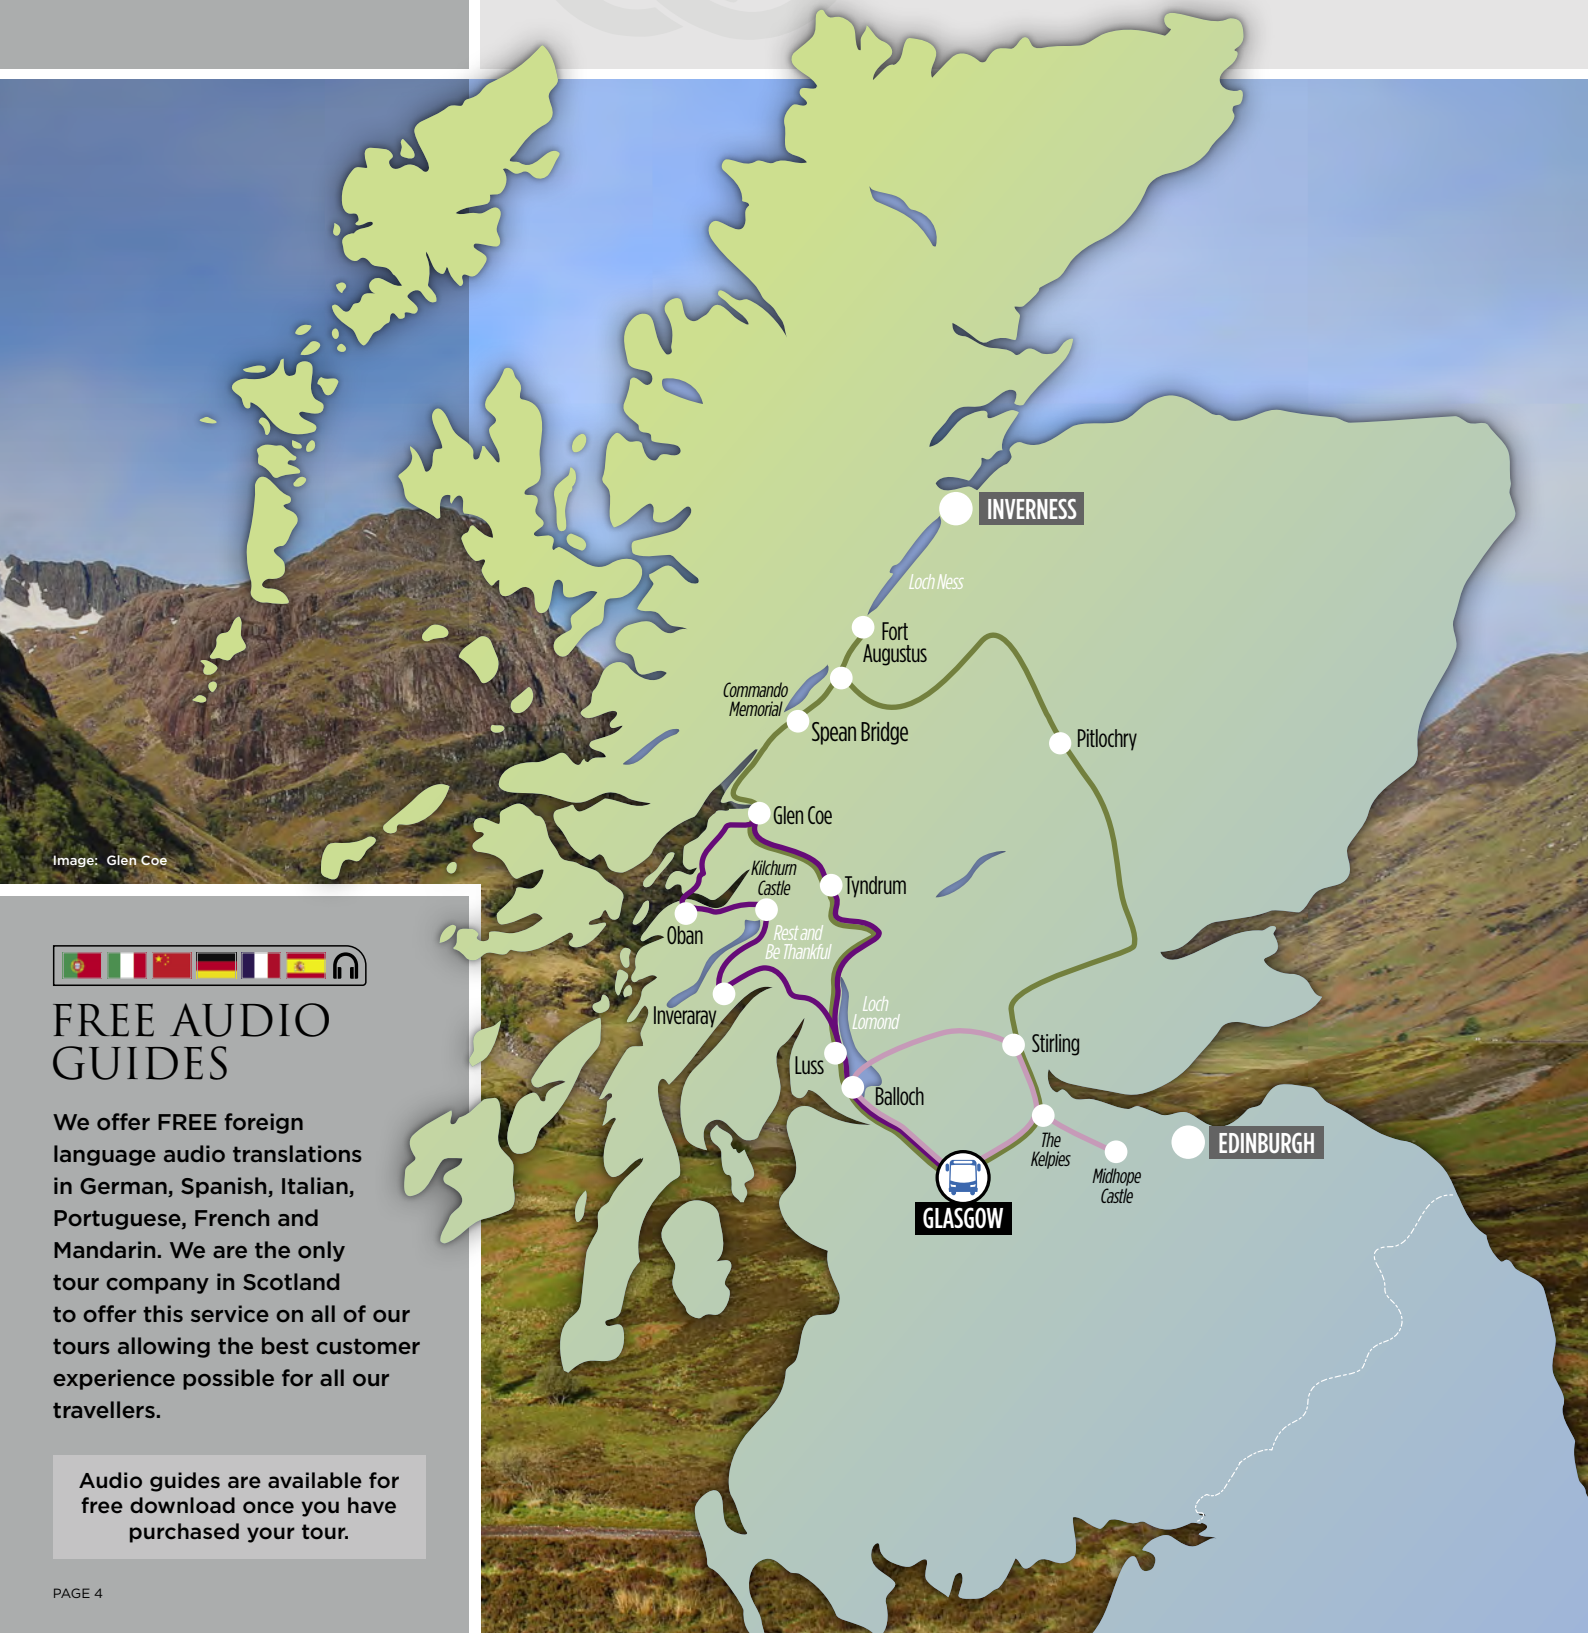 INVERNESS
Loch Ness
Fort
Augustus
Commando
Memorial
Spean Bridge
Pitlochry
Glen Coe
Kilchurn
Castle
Tyndrum
Oban
Rest and
Be Thankful
Inveraray
Loch
Lomond
Luss
Stirling
Balloch
The
Kelpies
EDINBURGH
Midhope
Castle
GLASGOW
Image: Glen Coe
FREE AUDIO
GUIDES
We offer FREE foreign
language audio translations
in German, Spanish, Italian,
Portuguese, French and
Mandarin. We are the only
tour company in Scotland
to offer this service on all of our
tours allowing the best customer
experience possible for all our
travellers.
Audio guides are available for
free download once you have
purchased your tour.
PAGE 4